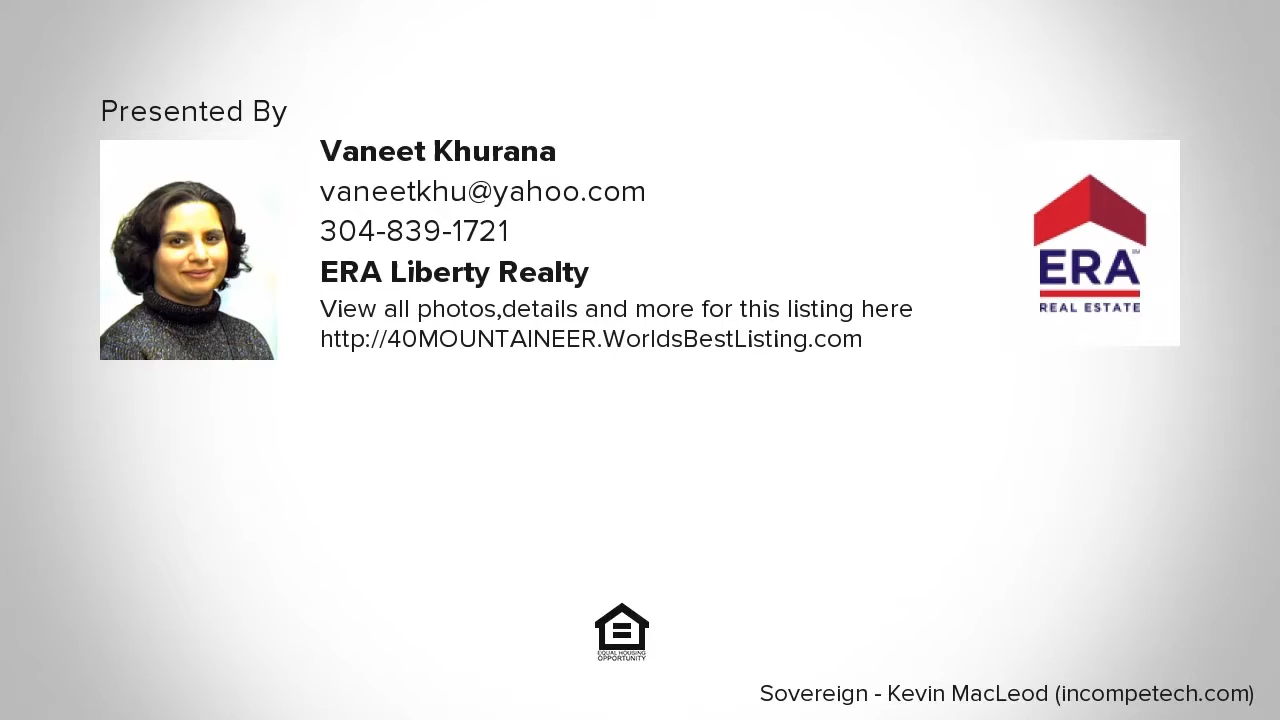 Presented By
Vaneet Khurana
vaneetkhu@yahoo.com
304-839-1721
ERA Liberty Realty
View all photos,details and more for this listing here
http://40MOUNTAINEER.WorldsBestListing.com
ERA℠
REAL ESTATE
EQUAL HOUSING
OPPORTUNITY
Sovereign - Kevin MacLeod (incompetech.com)